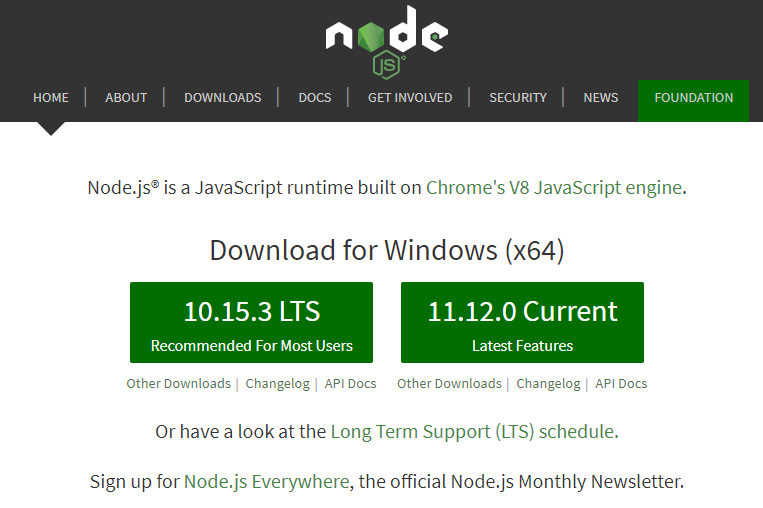 node
JS
HOME | ABOUT | DOWNLOADS | DOCS | GET INVOLVED | SECURITY | NEWS FOUNDATION
Node.js® is a JavaScript runtime built on Chrome's V8 JavaScript engine.
Download for Windows (x64)
10.15.3 LTS
Recommended For Most Users
11.12.0 Current
Latest Features
Other Downloads | Changelog | API Docs
Other Downloads | Changelog | API Docs
Or have a look at the Long Term Support (LTS) schedule.
Sign up for Node.js Everywhere, the official Node.js Monthly Newsletter.